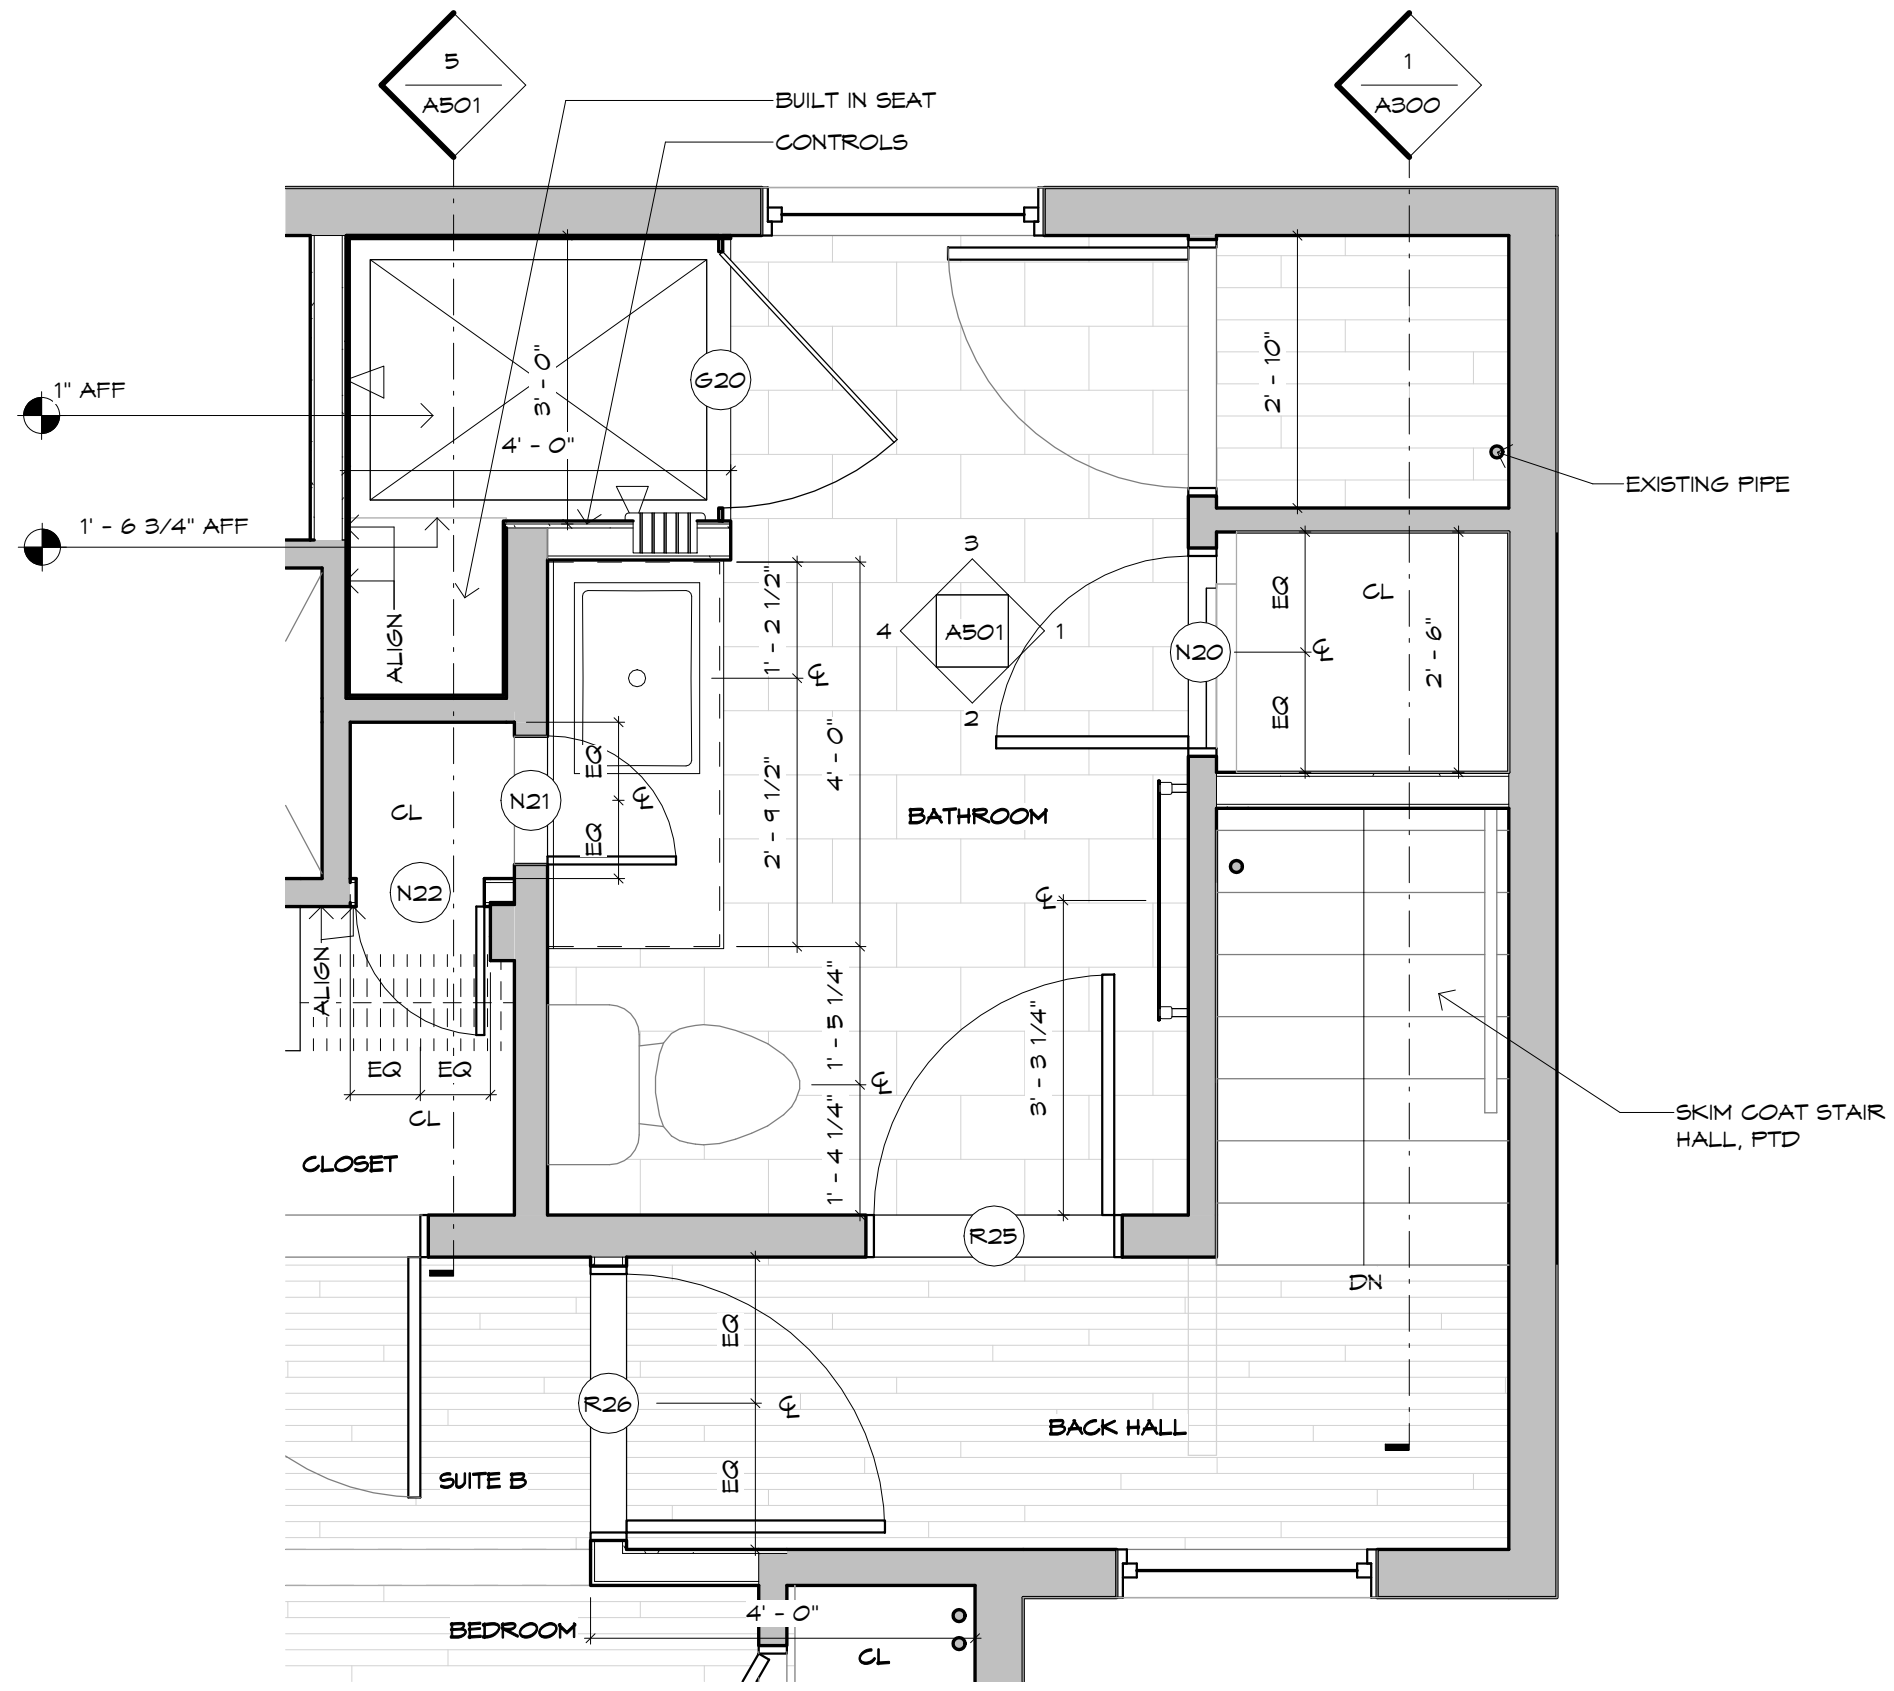 5
A501
1
A300
BUILT IN SEAT
CONTROLS
1" AFF
3' - 0"
4' - 0"
G20
2' - 10"
EXISTING PIPE
1' - 6 3/4" AFF
ALIGN
1' - 2 1/2"
℄
3
4
A501
1
2
N20
EQ
EQ
℄
CL
2' - 6"
N21
EQ
EQ
℄
2' - 9 1/2"
4' - 0"
BATHROOM
CL
N22
ALIGN
EQ
EQ
CL
CLOSET
1' - 5 1/4"
℄
1' - 4 1/4"
℄
3' - 3 1/4"
SKIM COAT STAIR
HALL, PTD
R25
DN
EQ
EQ
℄
R26
BACK HALL
SUITE B
BEDROOM
4' - 0"
CL